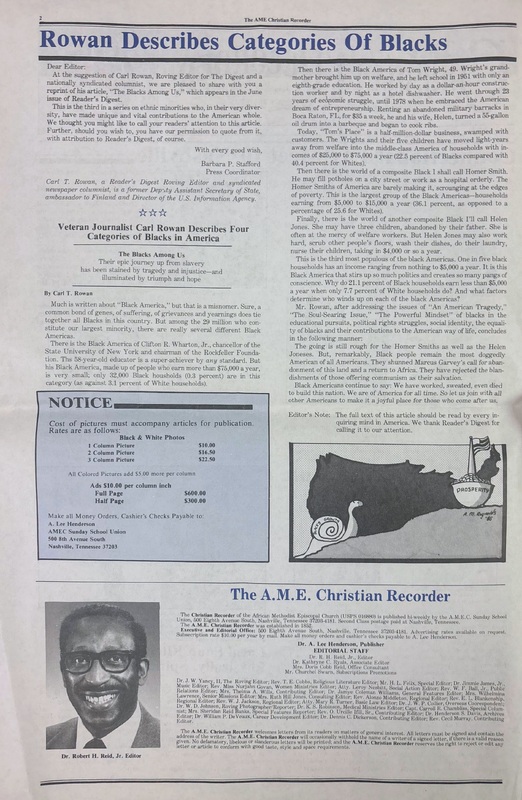 2
The AME Christian Recorder
Rowan Describes Categories Of Blacks
Dear Editor:
At the suggestion of Carl Rowan, Roving Editor for The Digest and a
nationally syndicated columnist, we are pleased to share with you a
reprint of his article, "The Blacks Among Us," which appears in the June
issue of Reader's Digest.
This is the third in a series on ethnic minorities who, in their very diver-
sity, have made unique and vital contributions to the American whole.
We thought you might like to call your readers' attention to this article.
Further, should you wish to, you have our permission to quote from it,
with attribution to Reader's Digest, of course.
With every good wish,
Barbara P. Stafford
Press Coordinator
Carl T. Rowan, a Reader's Digest Roving Editor and syndicated
newspaper columnist, is a former Deputy Assistant Secretary of State,
ambassador to Finland and Director of the U.S. Information Agency.
☆☆☆
Veteran Journalist Carl Rowan Describes Four
Categories of Blacks in America
The Blacks Among Us
Their epic journey up from slavery
has been stained by tragedy and injustice—and
illuminated by triumph and hope
By Carl T. Rowan
Much is written about "Black America," but that is a misnomer. Sure, a
common bond of genes, of suffering, of grievances and yearnings does tie
together all Blacks in this country. But among the 29 million who con-
stitute our largest minority, there are really several different Black
Americas.
There is the Black America of Clifton R. Wharton, Jr., chancellor of the
State University of New York and chairman of the Rockfeller Founda-
tion. The 58-year-old educator is a super-achiever by any standard. But
his Black America, made up of people who earn more than $75,000 a year,
is very small; only 32,000 Black housholds (0.3 percent) are in this
category (as against 3.1 percent of White households).
NOTICE
Cost of pictures must accompany articles for publication.
Rates are as follows:
Black & White Photos
1 Column Picture $10.00
2 Column Picture $16.50
3 Column Picture $22.50
All Colored Pictures add $5.00 more per column
Ads $10.00 per column inch
Full Page $600.00
Half Page $300.00
Make all Money Orders, Cashier's Checks Payable to:
A. Lee Henderson
AMEC Sunday School Union
500 8th Avenue South
Nashville, Tennessee 37203
Then there is the Black America of Tom Wright, 49. Wright's grand-
mother brought him up on welfare, and he left school in 1951 with only an
eighth-grade education. He worked by day as a dollar-an-hour construc-
tion worker and by night as a hotel dishwasher. He went through 23
years of economic struggle, until 1978 when he embraced the American
dream of entrepreneurship. Renting an abandoned military barracks in
Boca Raton, FL, for $35 a week, he and his wife, Helen, turned a 55-gallon
oil drum into a barbeque and began to cook ribs.
Today, "Tom's Place" is a half-million-dollar business, swamped with
customers. The Wrights and their five children have moved light-years
away from welfare into the middle-class America of households with in-
comes of $25,000 to $75,000 a year (22.5 percent of Blacks compared with
40.4 percent for Whites).
Then there is the world of a composite Black I shall call Homer Smith.
He may fill potholes on a city street or work as a hospital orderly. The
Homer Smiths of America are barely making it, scrounging at the edges
of poverty. This is the largest group of the Black Americas—households
earning from $5,000 to $15,000 a year (36.1 percent, as opposed to a
percentage of 25.6 for Whites).
Finally, there is the world of another composite Black I'll call Helen
Jones. She may have three children, abandoned by their father. She is
often at the mercy of welfare workers. But Helen Jones may also work
hard, scrub other people's floors, wash their dishes, do their laundry,
nurse their children, taking in $4,000 or so a year.
This is the third most populous of the black Americas. One in five black
households has an income ranging from nothing to $5,000 a year. It is this
Black America that stirs up so much politics and creates so many pangs of
conscience. Why do 21.1 percent of Black households earn less than $5,000
a year when only 7.7 percent of White households do? And what factors
determine who winds up on each of the black Americas?
Mr. Rowan, after addressing the issues of "An American Tragedy,"
"The Soul-Searing Issue," "The Powerful Mindset" of blacks in the
educational pursuits, political rights struggles, social identity, the equali-
ty of blacks and their contributions to the American way of life, concludes
in the following manner:
The going is still rough for the Homer Smiths as well as the Helen
Joneses. But, remarkably, Black people remain the most doggedly
American of all Americans. They shunned Marcus Garvey's call for aban-
donment of this land and a return to Africa. They have rejected the blan-
dishments of those offering communism as their salvation.
Black Americans continue to say: We have worked, sweated, even died
to build this nation. We are of America for all time. So let us join with all
other Americans to make it a joyful place for those who come after us.
Editor's Note: The full text of this article should be read by every in-
quiring mind in America. We thank Reader's Digest for
calling it to our attention.
PROSPERITY
The A.M.E. Christian Recorder
The Christian Recorder of the African Methodist Episcopal Church
Dr. A. Lee Henderson, Publisher
EDITORIAL STAFF
Dr. R. H. Reid, Jr., Editor
Dr. Robert H. Reid, Jr. Editor